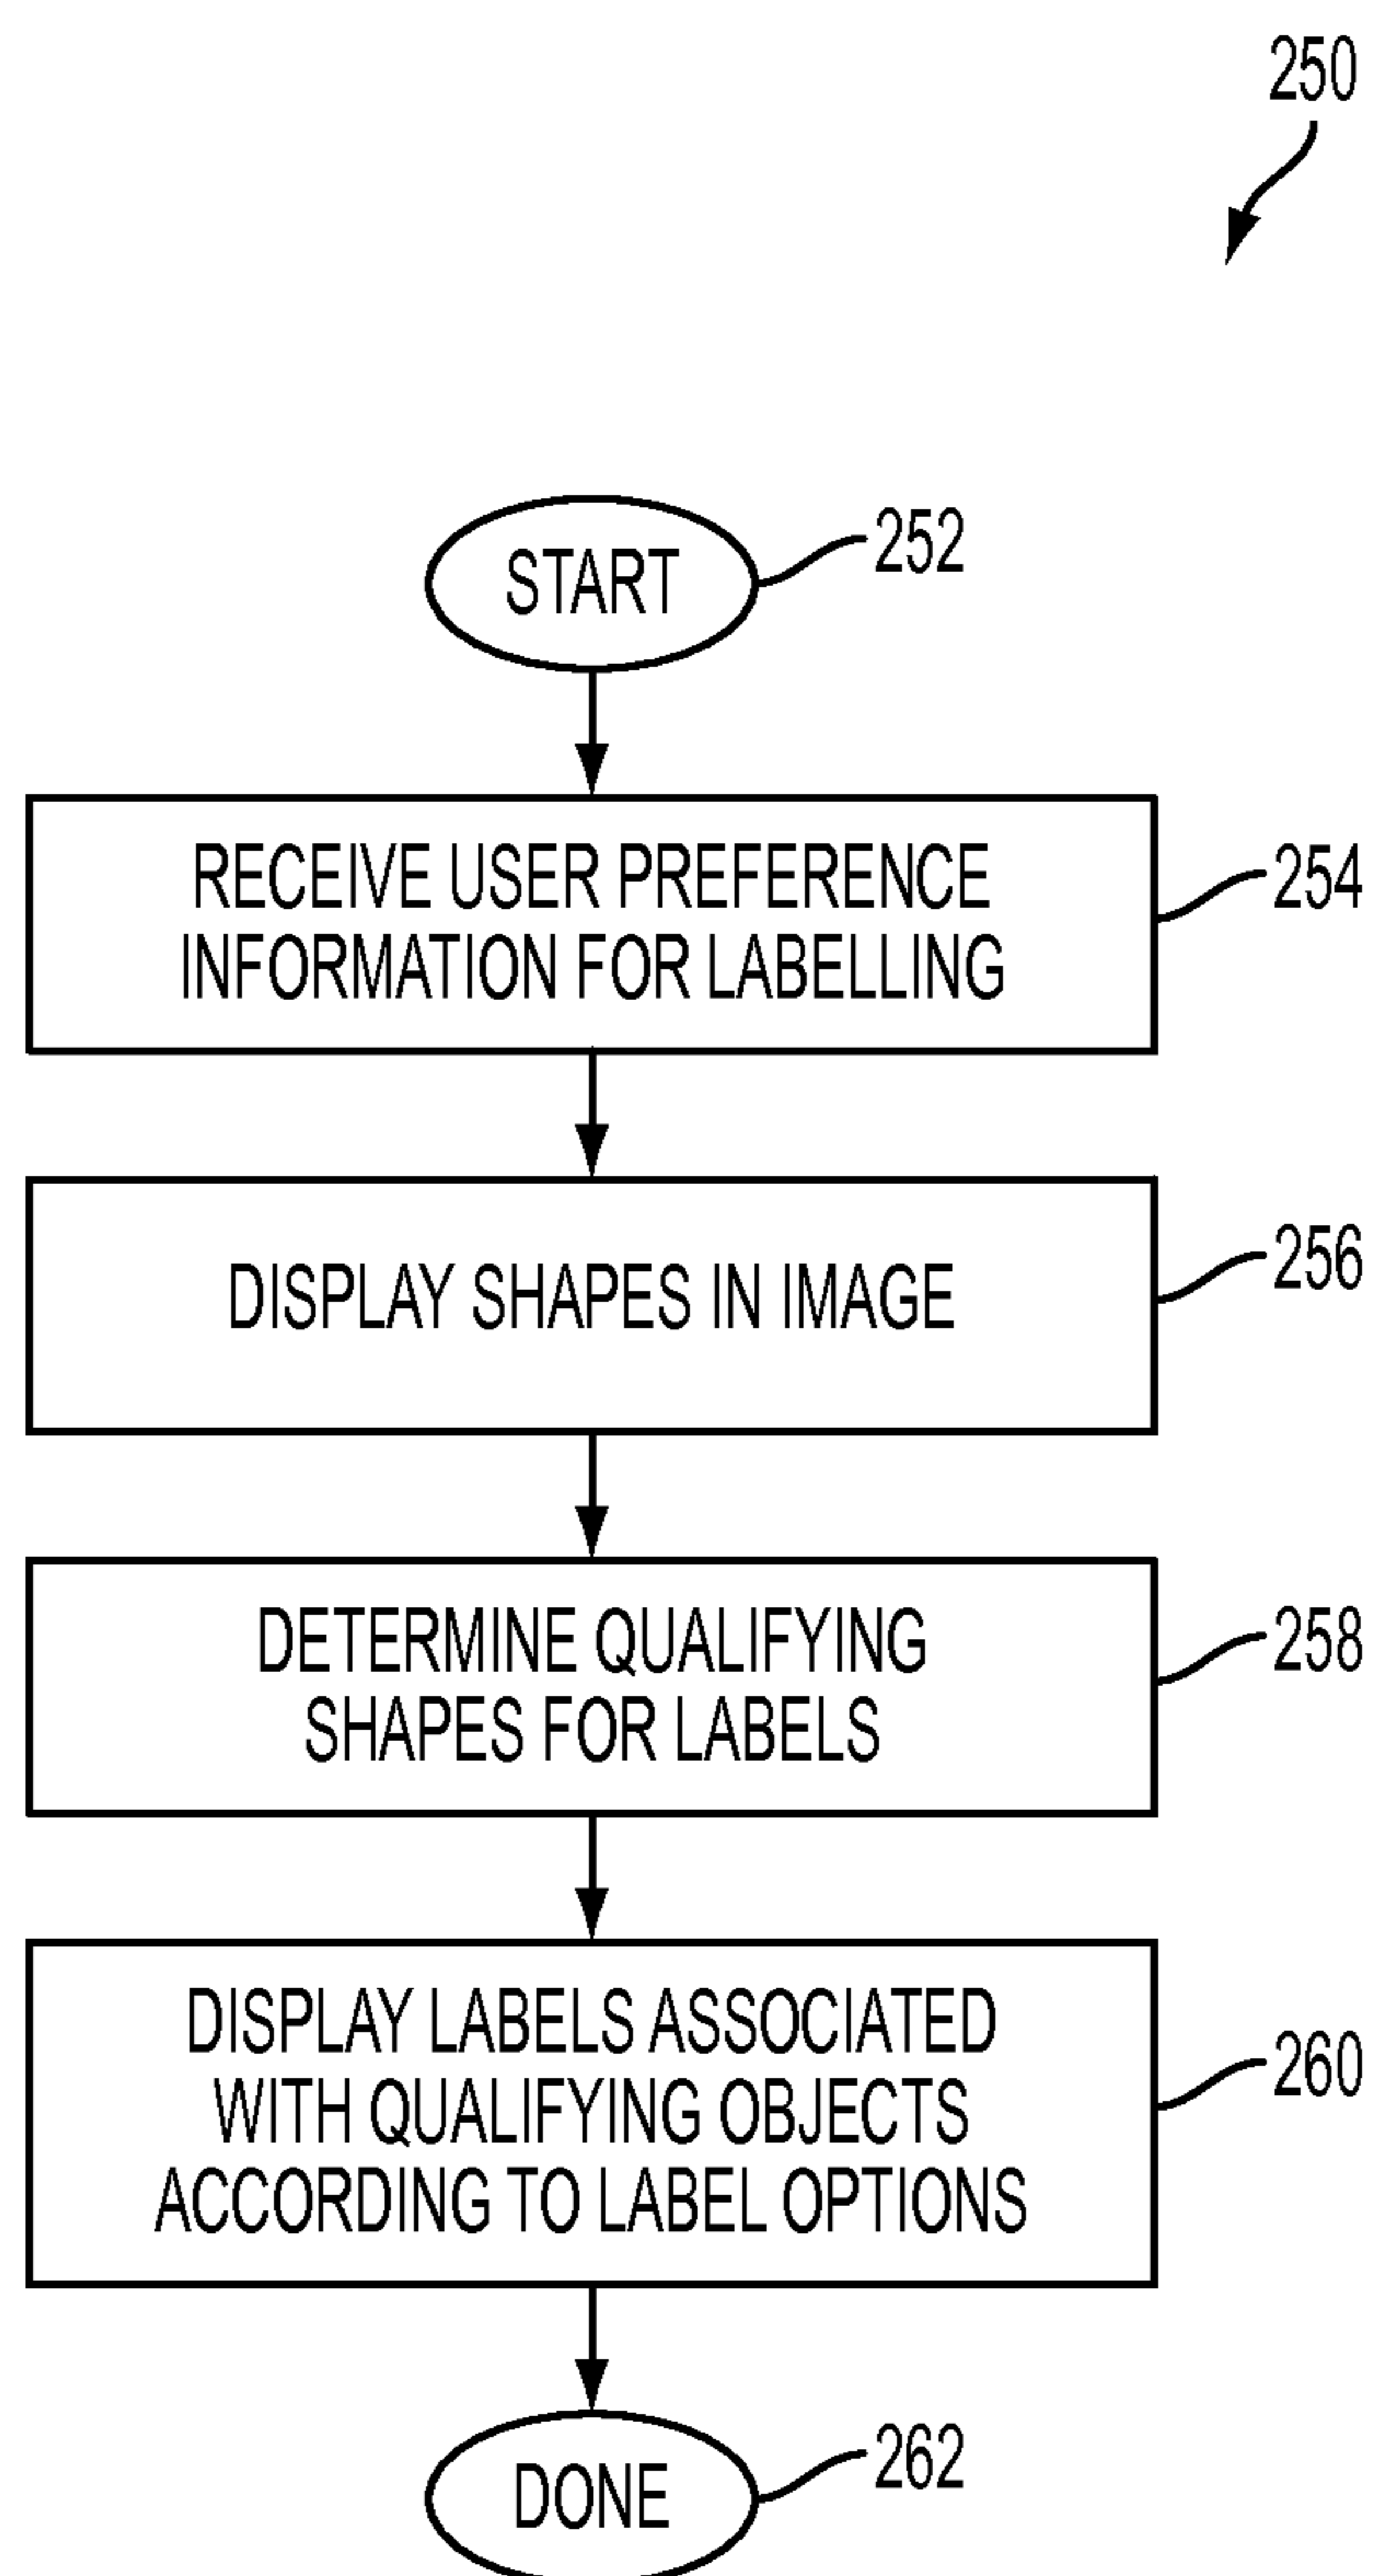 250
START
252
RECEIVE USER PREFERENCE
INFORMATION FOR LABELLING
254
DISPLAY SHAPES IN IMAGE
256
DETERMINE QUALIFYING
SHAPES FOR LABELS
258
DISPLAY LABELS ASSOCIATED
WITH QUALIFYING OBJECTS
ACCORDING TO LABEL OPTIONS
260
DONE
262